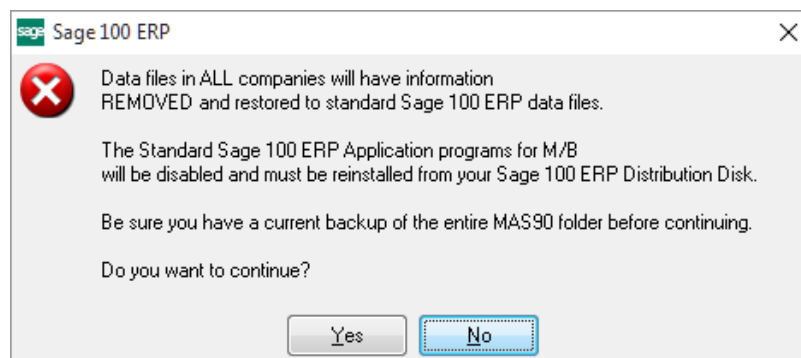 sage Sage 100 ERP
Data files in ALL companies will have information
REMOVED and restored to standard Sage 100 ERP data files.
The Standard Sage 100 ERP Application programs for M/B
will be disabled and must be reinstalled from your Sage 100 ERP Distribution Disk.
Be sure you have a current backup of the entire MAS90 folder before continuing.
Do you want to continue?
Yes No